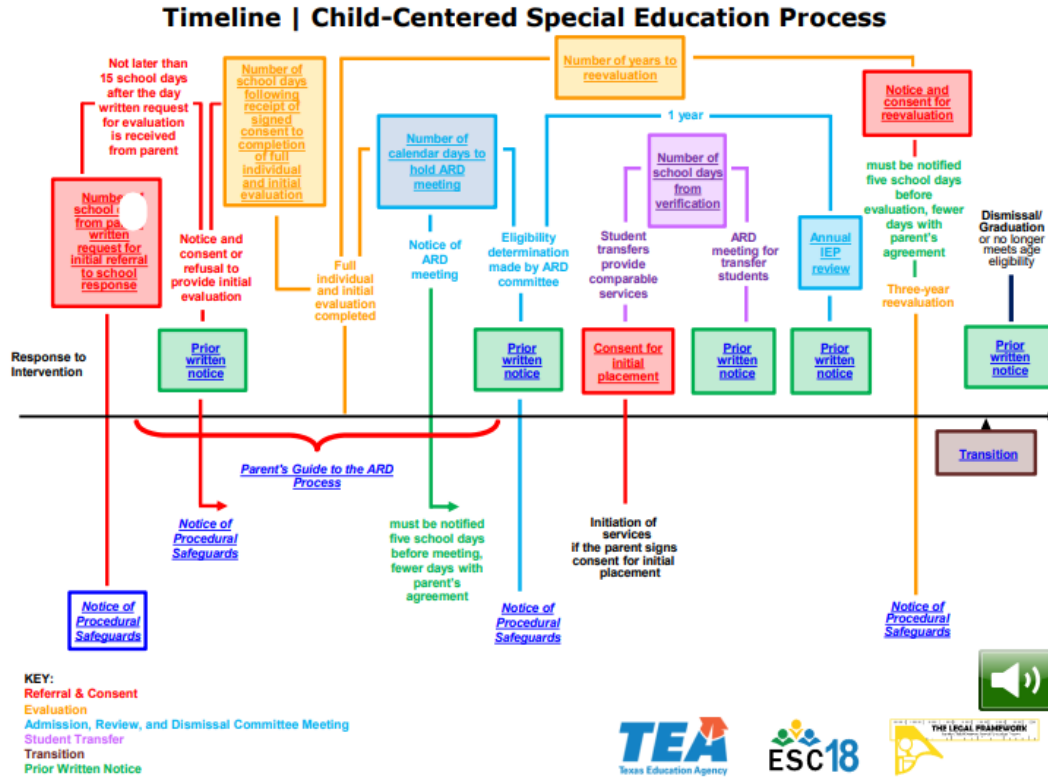 Timeline | Child-Centered Special Education Process
Not later than
15 school days
after the day
written request
for evaluation
is received
from parent
Number of
school days
following
receipt of
signed
consent to
completion
of full
individual
and initial
evaluation
Number of years to
reevaluation
Notice and
consent for
reevaluation
1 year
Number of
calendar days to
hold ARD
meeting
Number of
school days
from
verification
must be notified
five school days
before
evaluation, fewer
days with
parent's
agreement
school
from
written
request for
initial referral
to school
response
Notice and
consent or
refusal to
provide initial
evaluation
Full
individual
and initial
evaluation
completed
Notice of
ARD
meeting
Eligibility
determination
made by ARD
committee
Student
transfers
provide
comparable
services
ARD
meeting for
transfer
students
Annual
IEP
review
Three-year
reevaluation
Dismissal/
Graduation
or no longer
meets age
eligibility
Response to
Intervention
Prior
written
notice
Prior
written
notice
Consent for
initial
placement
Prior
written
notice
Prior
written
notice
Prior
written
notice
Transition
Parent's Guide to the ARD
Process
Notice of
Procedural
Safeguards
must be notified
five school days
before meeting,
fewer days with
parent's
agreement
Initiation of
services
if the parent signs
consent for initial
placement
Notice of
Procedural
Safeguards
Notice of
Procedural
Safeguards
Notice of
Procedural
Safeguards
KEY:
Referral & Consent
Evaluation
Admission, Review, and Dismissal Committee Meeting
Student Transfer
Transition
Prior Written Notice
TEA
Texas Education Agency
ESC18
THE LEGAL FRAMEWORK